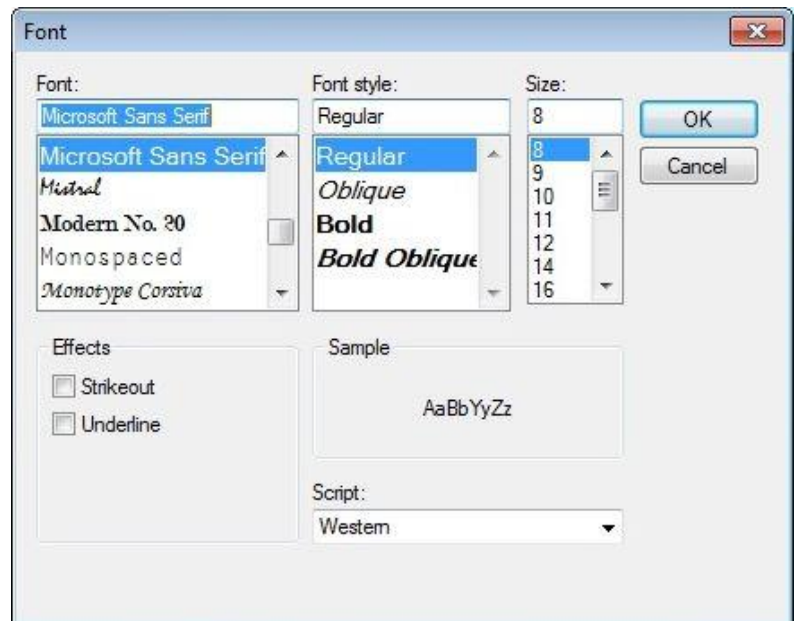 Font
Font:
Font style:
Size:
Microsoft Sans Serif
Regular
8
OK
Cancel
Microsoft Sans Serif
Mistral
Modern No. 20
Monospaced
Monotype Corsiva
Regular
Oblique
Bold
Bold Oblique
8
9
10
11
12
14
16
Effects
Strikeout
Underline
Sample
AaBbYyZz
Script:
Western